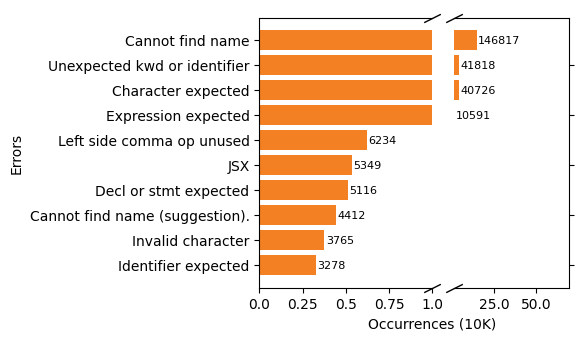 Errors
Cannot find name 146817
Unexpected kwd or identifier 41818
Character expected 40726
Expression expected 10591
Left side comma op unused 6234
JSX 5349
Decl or stmt expected 5116
Cannot find name (suggestion). 4412
Invalid character 3765
Identifier expected 3278
0.0 0.25 0.5 0.75 1.0 25.0 50.0
Occurrences (10K)